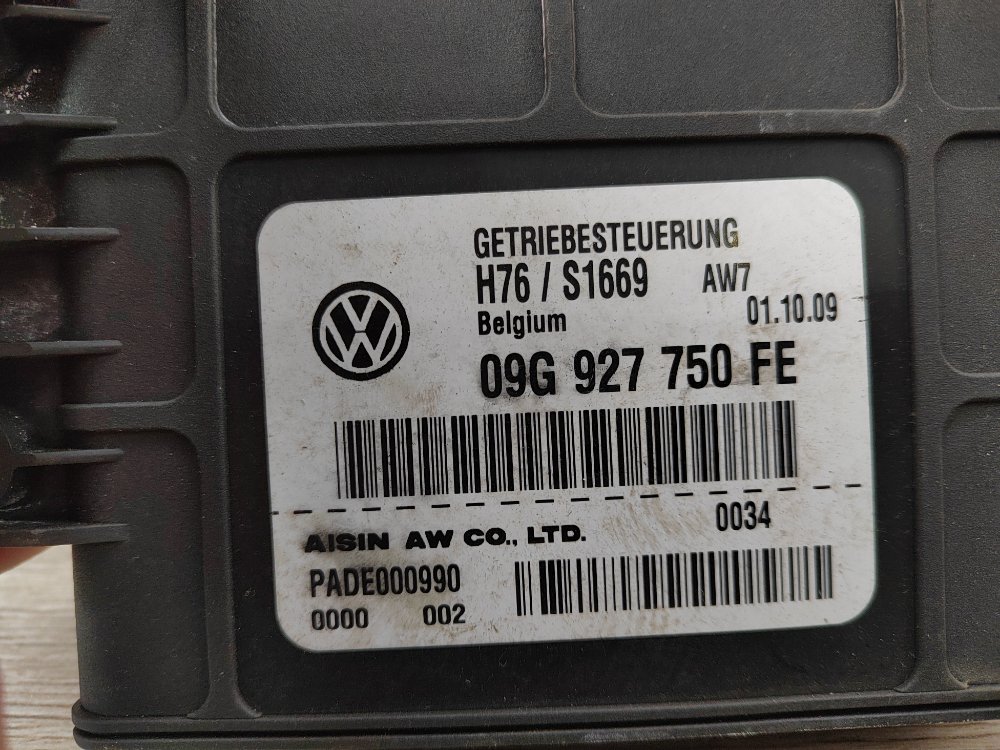 GETRIEBESTEUERUNG
H76 / S1669 AW7
Belgium 01.10.09
09G 927 750 FE
0034
AISIN AW CO., LTD.
PADE000990
0000 002